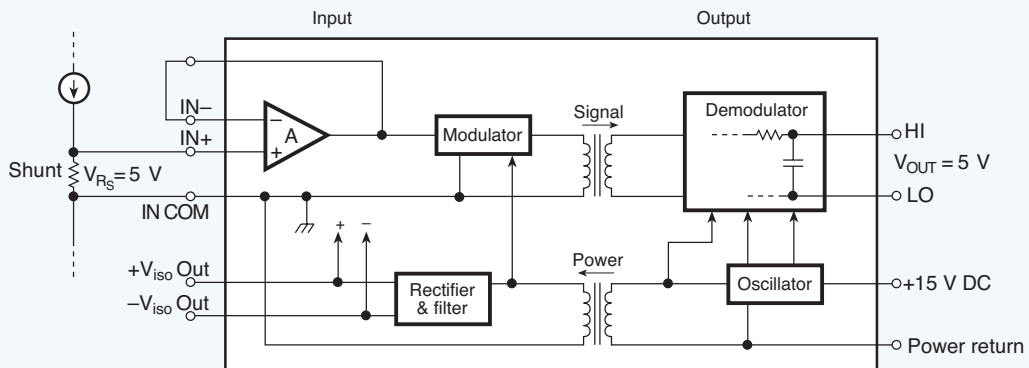 Input
Output
IN–
IN+
–
+
A
Modulator
Signal
Demodulator
HI
V_OUT = 5 V
LO
Shunt
V_RS = 5 V
IN COM
+
–
+V_iso Out
–V_iso Out
Rectifier
& filter
Power
Oscillator
+15 V DC
Power return